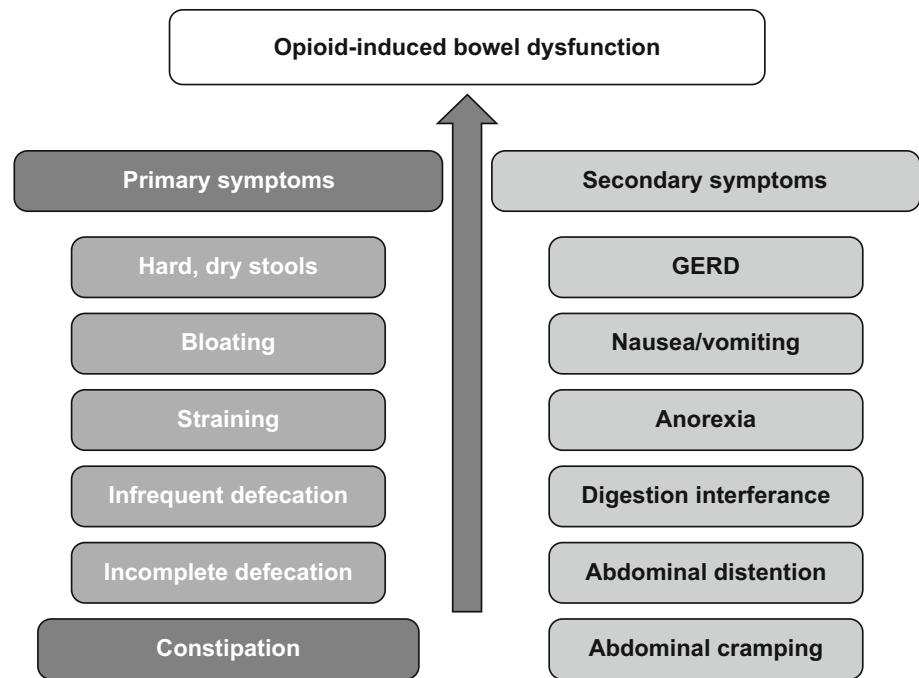 Opioid-induced bowel dysfunction
Primary symptoms
Hard, dry stools
Bloating
Straining
Infrequent defecation
Incomplete defecation
Constipation
Secondary symptoms
GERD
Nausea/vomiting
Anorexia
Digestion interferance
Abdominal distention
Abdominal cramping